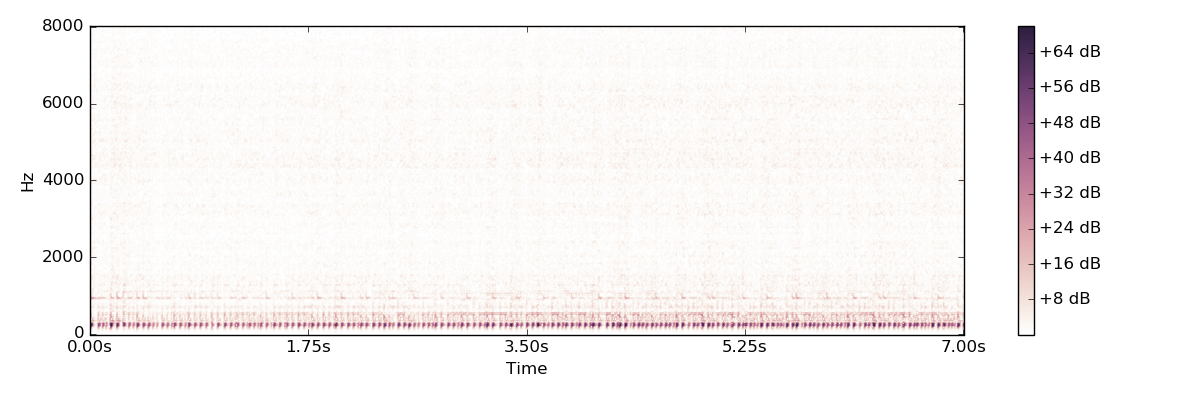 8000
6000
4000
2000
0
Hz
0.00s
1.75s
3.50s
5.25s
7.00s
Time
+64 dB
+56 dB
+48 dB
+40 dB
+32 dB
+24 dB
+16 dB
+8 dB